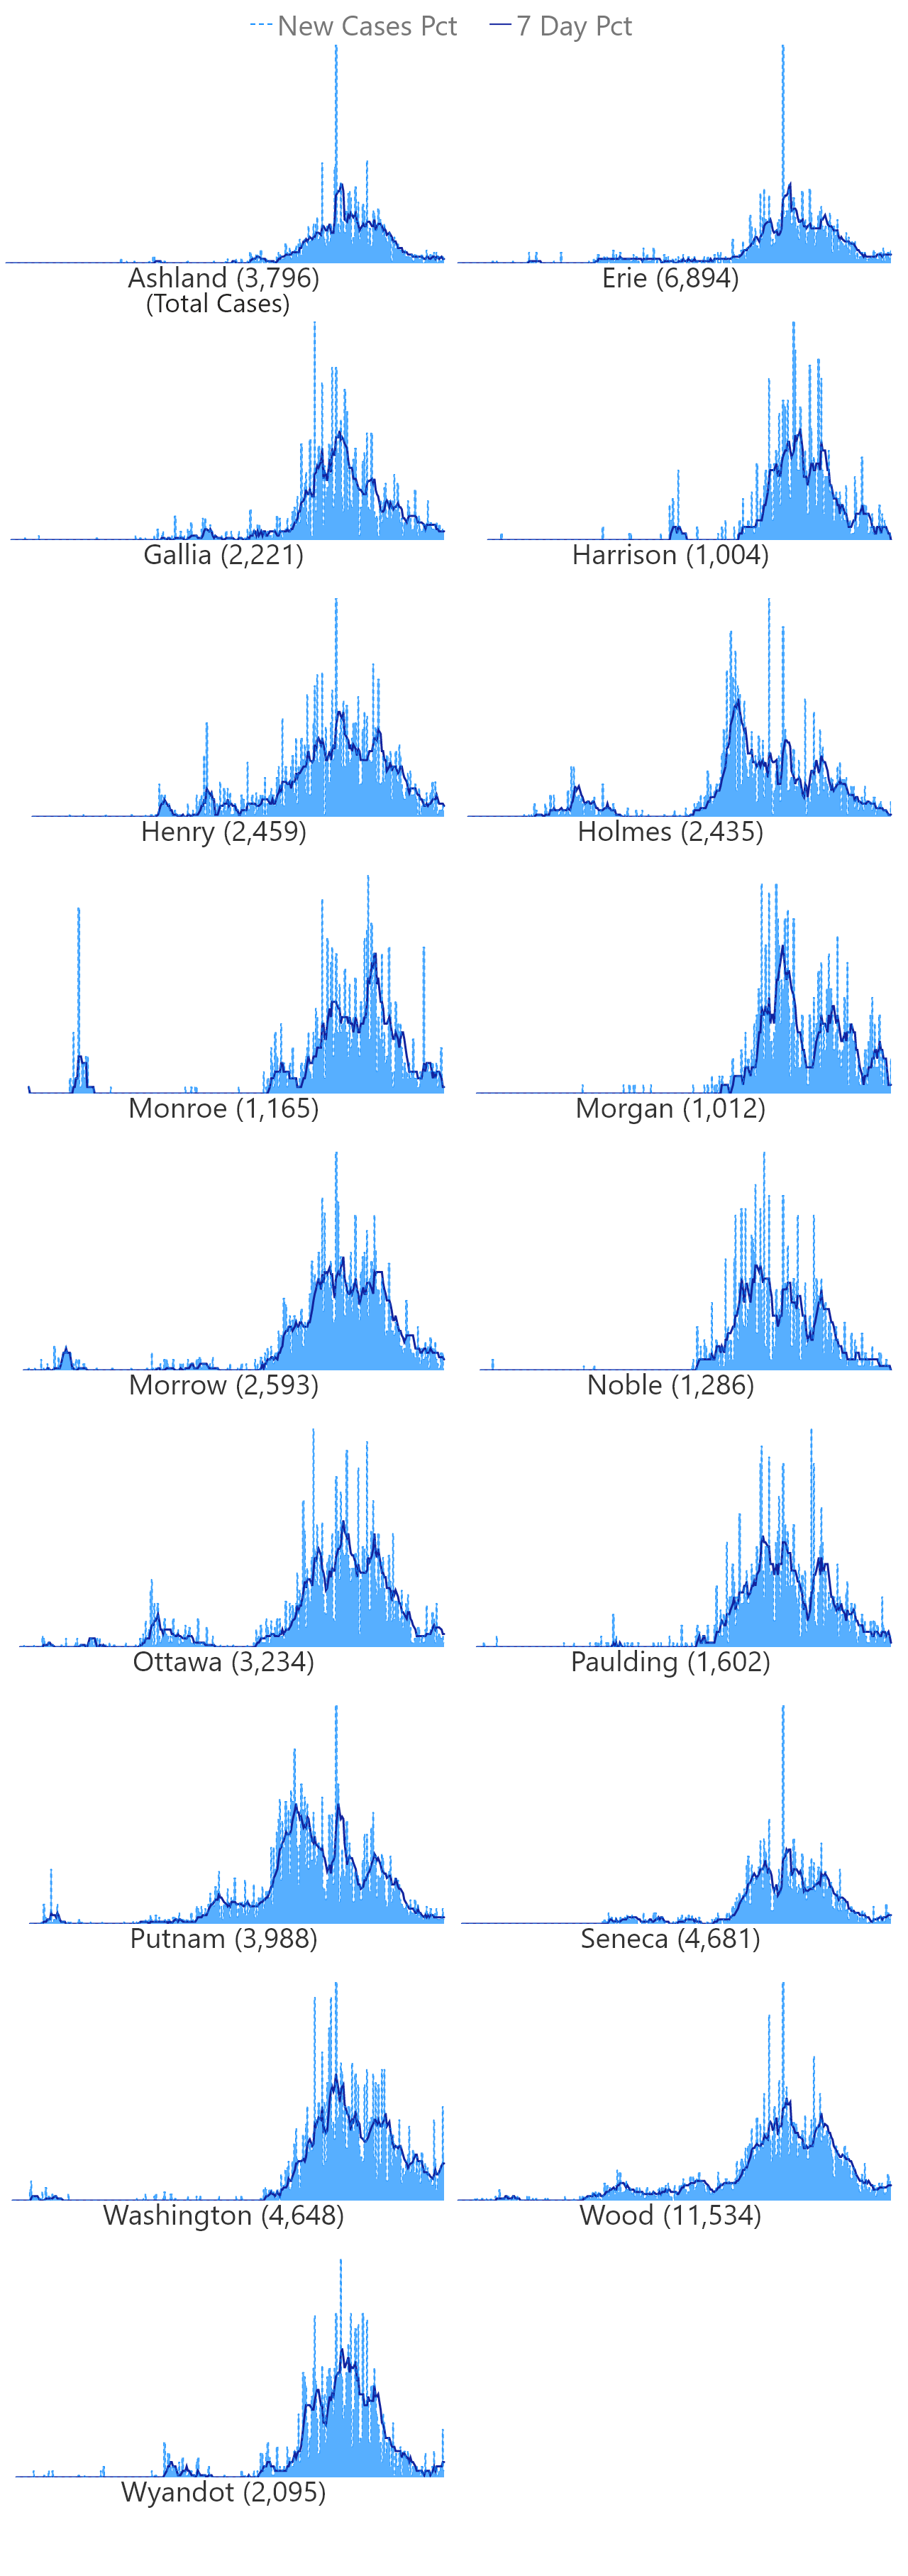 New Cases Pct 7 Day Pct
Ashland (3,796) Erie (6,894)
(Total Cases)
Gallia (2,221) Harrison (1,004)
Henry (2,459) Holmes (2,435)
Monroe (1,165) Morgan (1,012)
Morrow (2,593) Noble (1,286)
Ottawa (3,234) Paulding (1,602)
Putnam (3,988) Seneca (4,681)
Washington (4,648) Wood (11,534)
Wyandot (2,095)